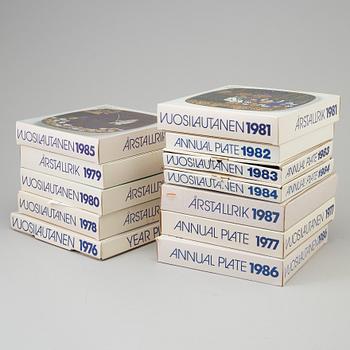 VUOSILAUTANEN 1985
ÅRSTALLRIK 1979
VUOSILAUTANEN 1980
VUOSILAUTANEN 1978
VUOSILAUTANEN 1976
ÅRSTALLRIK
ÅRSTALLRIK
YEAR
VUOSILAUTANEN 1981
ÅRSTALLRIK 1981
ANNUAL PLATE 1982
VUOSILAUTANEN 1983
ANNUAL PLATE 1983
VUOSILAUTANEN 1984
ANNUAL PLATE 1984
ÅRSTALLRIK 1987
ANNUAL PLATE 1977
VUOSILAUTANEN 1977
ANNUAL PLATE 1986
VUOSILAUTANEN 1986